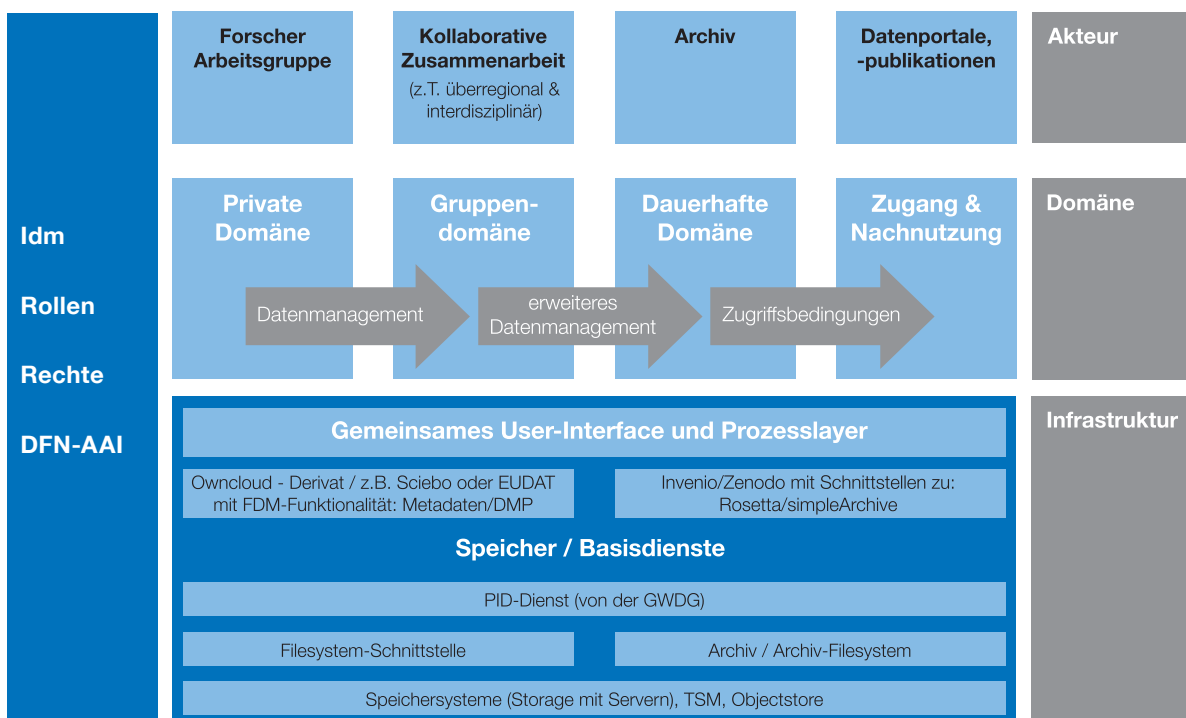 Forscher
Arbeitsgruppe
Kollaborative
Zusammenarbeit
(z.T. überregional &
interdisziplinär)
Archiv
Datenportale,
-publikationen
Akteur
Idm
Rollen
Rechte
DFN-AAI
Private
Domäne
Gruppen-
domäne
Dauerhafte
Domäne
Zugang &
Nachnutzung
Domäne
Datenmanagement
erweiteres
Datenmanagement
Zugriffsbedingungen
Infrastruktur
Gemeinsames User-Interface und Prozesslayer
Owncloud - Derivat / z.B. Sciebo oder EUDAT
mit FDM-Funktionalität: Metadaten/DMP
Invenio/Zenodo mit Schnittstellen zu:
Rosetta/simpleArchive
Speicher / Basisdienste
PID-Dienst (von der GWDG)
Filesystem-Schnittstelle
Archiv / Archiv-Filesystem
Speichersysteme (Storage mit Servern), TSM, Objectstore